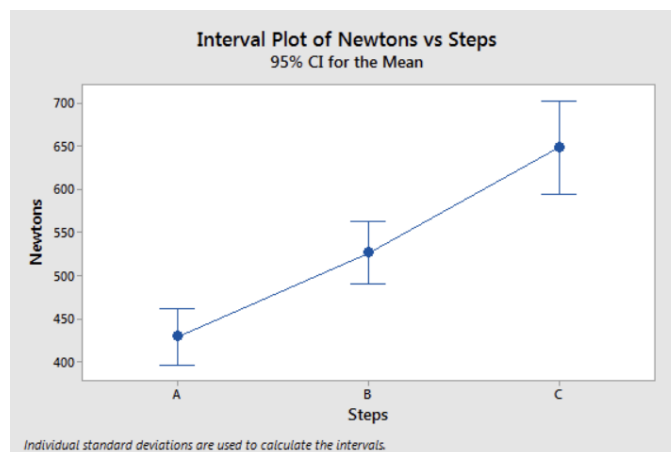 Interval Plot of Newtons vs Steps
95% CI for the Mean
Newtons
700
650
600
550
500
450
400
A B C
Steps
Individual standard deviations are used to calculate the intervals.